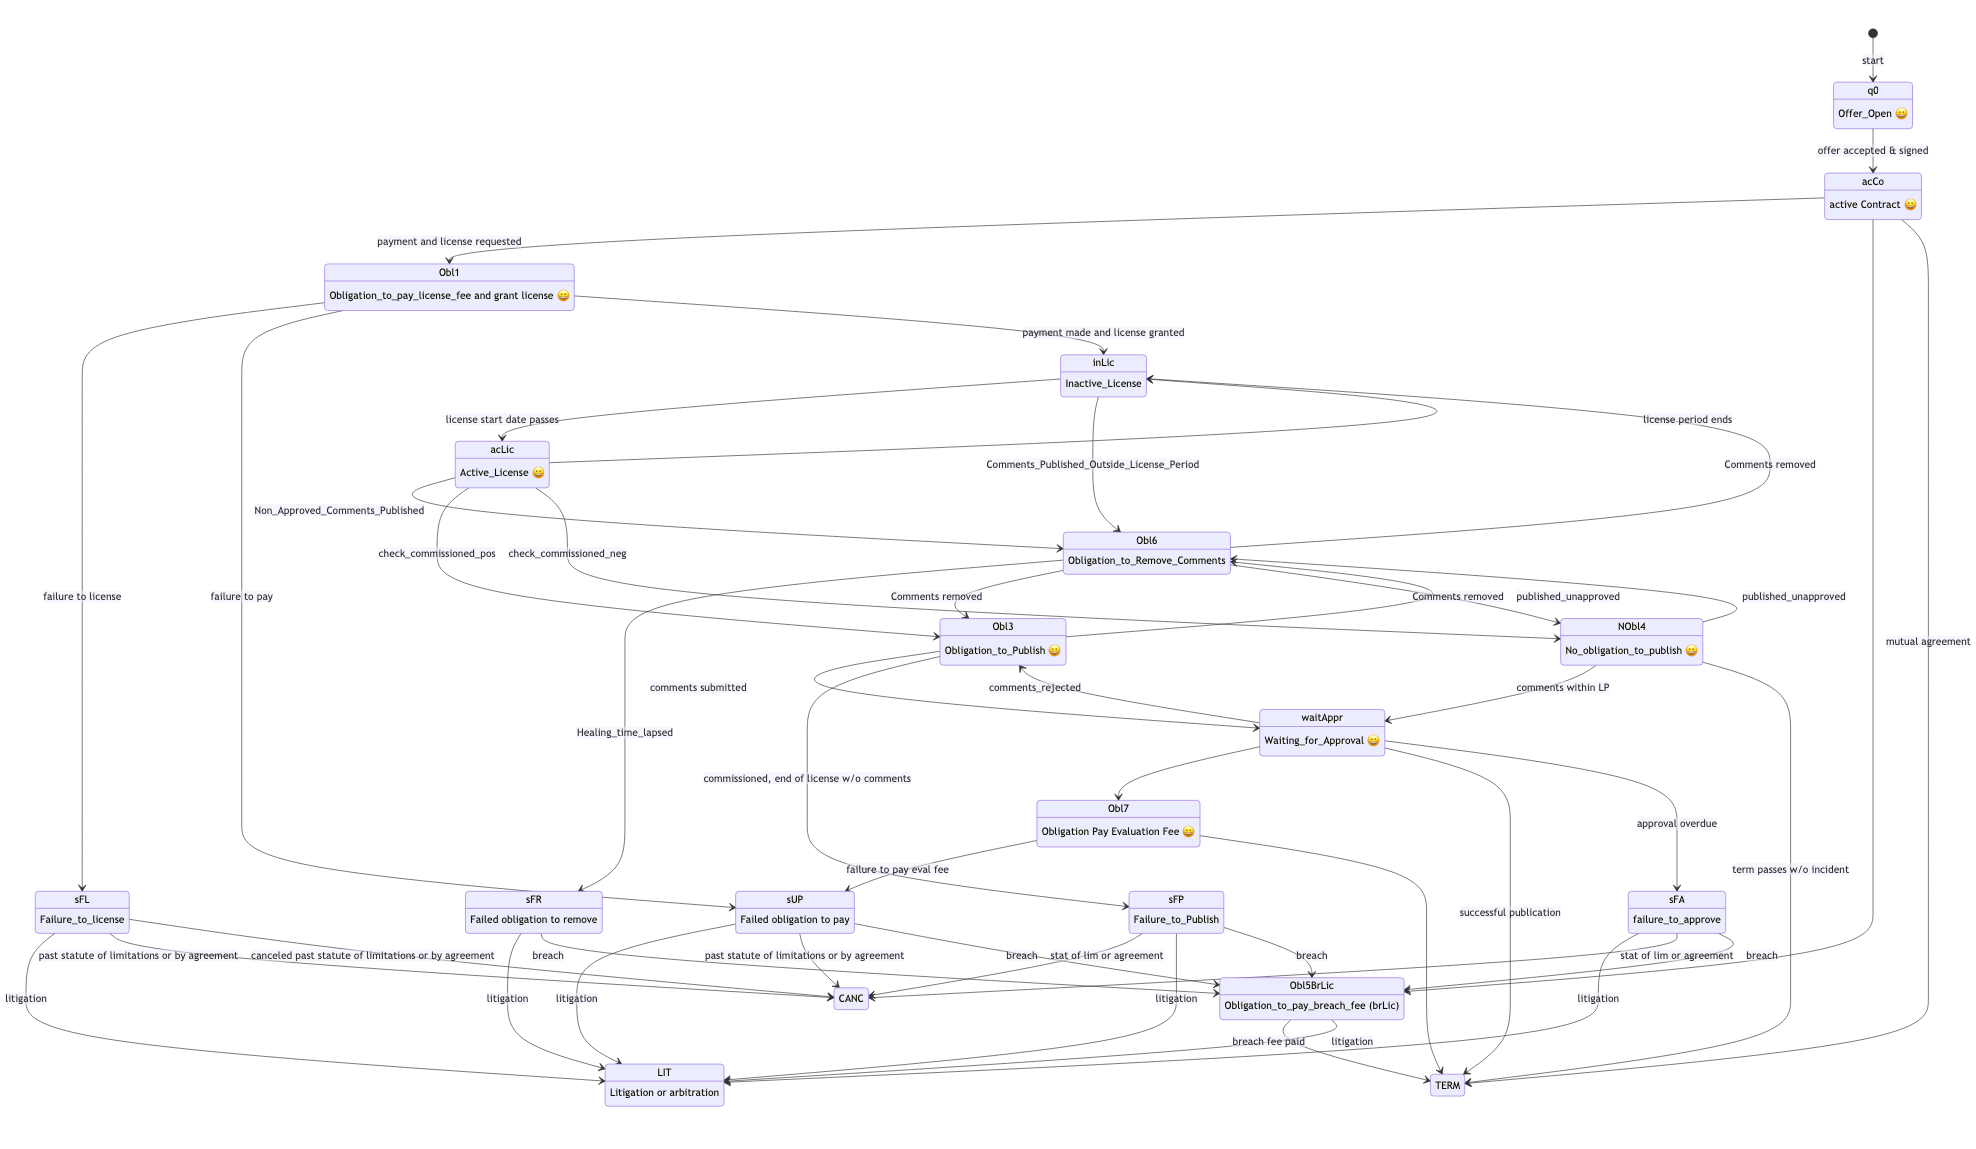 start
q0
Offer_Open 😀
offer accepted & signed
acCo
active Contract 😀
payment and license requested
Obl1
Obligation_to_pay_license_fee and grant license 😀
payment made and license granted
inLic
Inactive_License
license start date passes
license period ends
acLic
Active_License 😀
Comments_Published_Outside_License_Period
Comments removed
Non_Approved_Comments_Published
Obl6
Obligation_to_Remove_Comments
check_commissioned_pos
check_commissioned_neg
failure to license
failure to pay
Comments removed
Comments removed
published_unapproved
published_unapproved
Obl3
Obligation_to_Publish 😀
NObl4
No_obligation_to_publish 😀
mutual agreement
comments submitted
comments_rejected
comments within LP
waitAppr
Waiting_for_Approval 😀
Healing_time_lapsed
commissioned, end of license w/o comments
Obl7
Obligation Pay Evaluation Fee 😀
approval overdue
failure to pay eval fee
term passes w/o incident
sFL
Failure_to_license
sFR
Failed obligation to remove
sUP
Failed obligation to pay
sFP
Failure_to_Publish
successful publication
sFA
failure_to_approve
past statute of limitations or by agreement
canceled past statute of limitations or by agreement
breach
past statute of limitations or by agreement
breach
stat of lim or agreement
breach
stat of lim or agreement
breach
litigation
litigation
litigation
CANC
litigation
Obl5BrLic
Obligation_to_pay_breach_fee (brLic)
litigation
breach fee paid
litigation
LIT
Litigation or arbitration
TERM